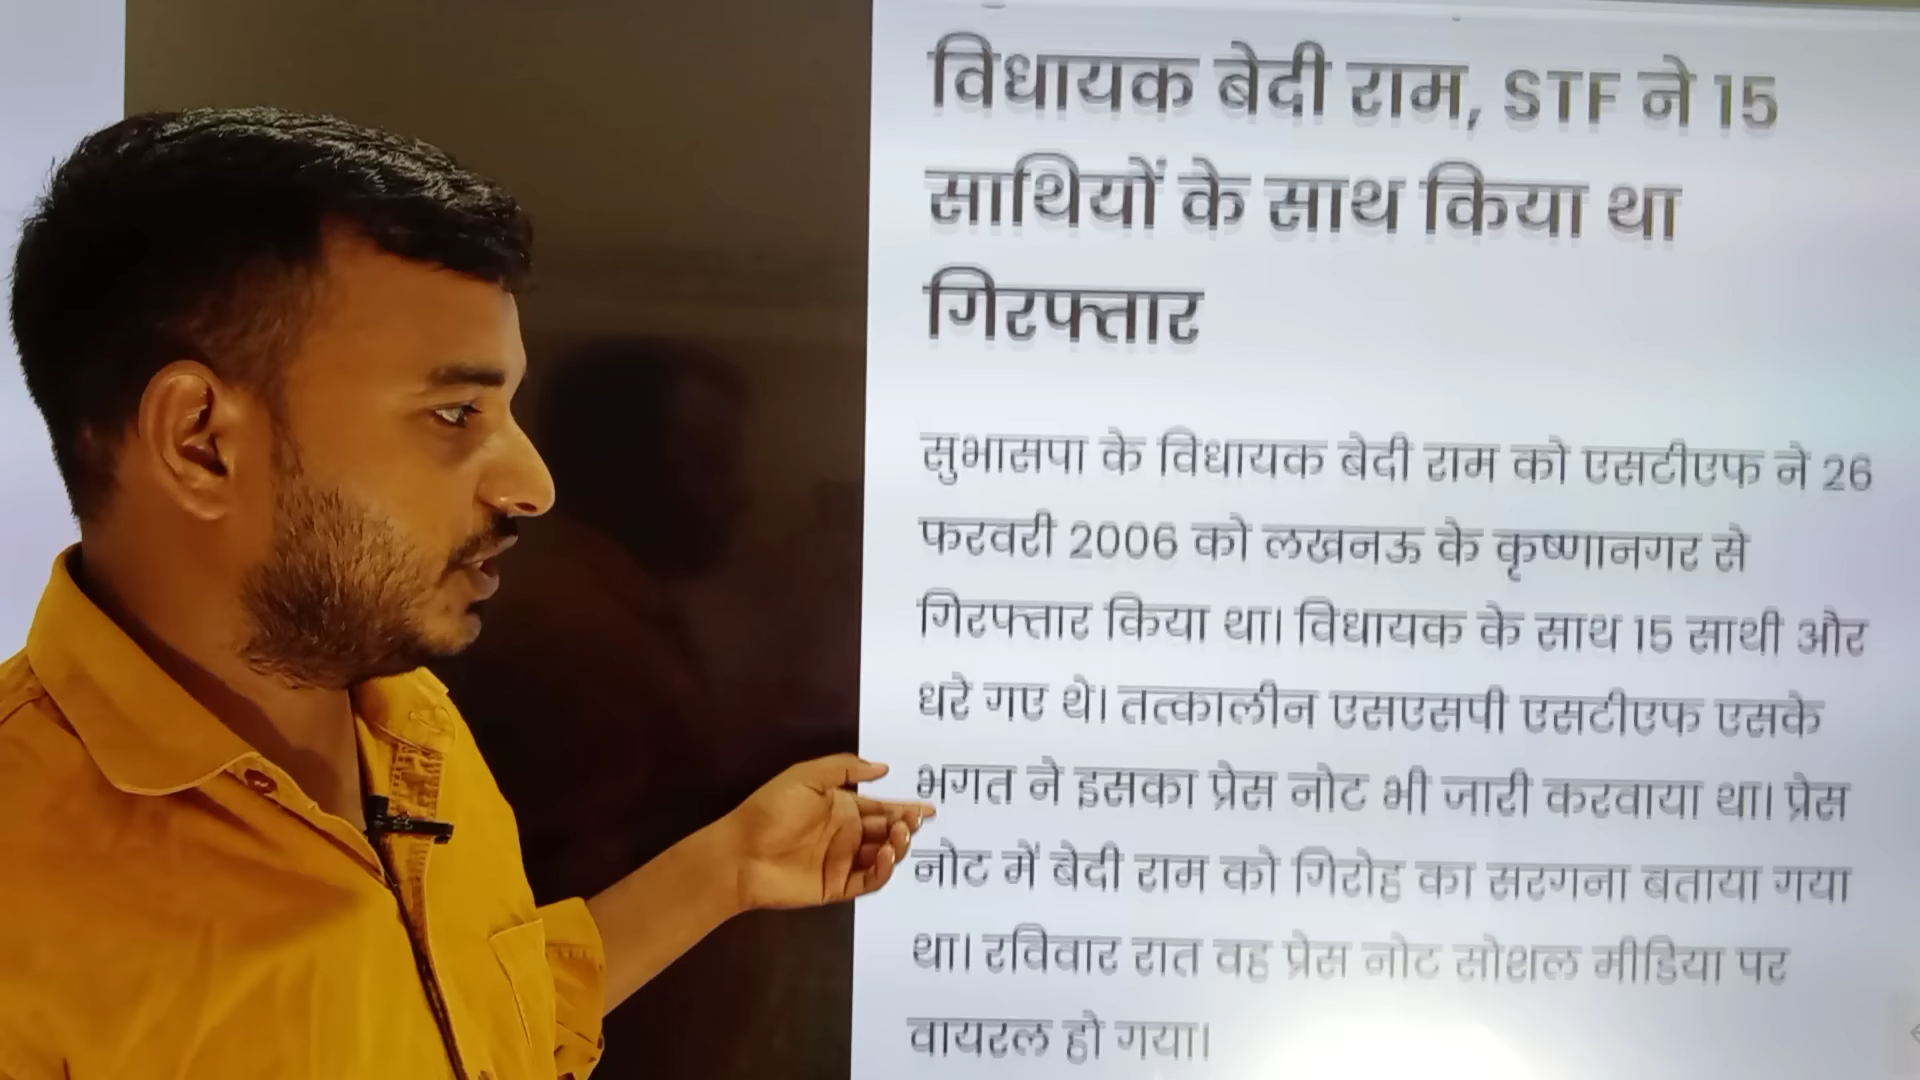 विधायक बेदी राम, STF ने 15
साथियों के साथ किया था
गिरफ्तार
सुभासपा के विधायक बेदी राम को एसटीएफ ने 26
फरवरी 2006 को लखनऊ के कृष्णानगर से
गिरफ्तार किया था। विधायक के साथ 15 साथी और
धरे गए थे। तत्कालीन एसएसपी एसटीएफ एसके
भगत ने इसका प्रेस नोट भी जारी करवाया था। प्रेस
नोट में बेदी राम को गिरोह का सरगना बताया गया
था। रविवार रात वह प्रेस नोट सोशल मीडिया पर
वायरल हो गया।